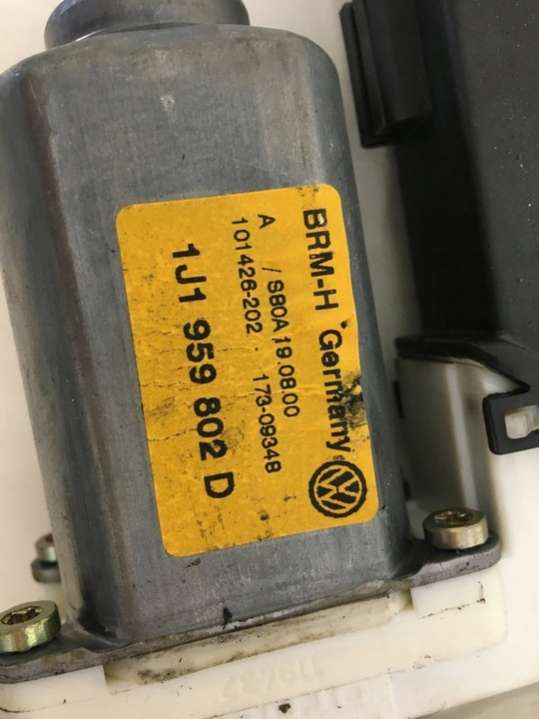 BRM-H Germany
A / S80A 19.08.00
101426-202 · 173-09348
1J1 959 802 D